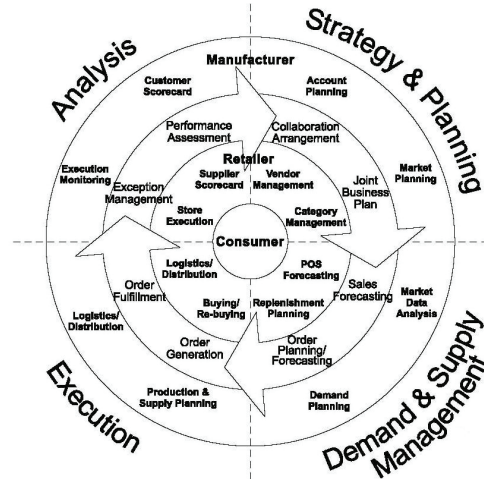 Analysis
Strategy & Planning
Manufacturer
Customer
Scorecard
Account
Planning
Performance
Assessment
Collaboration
Arrangement
Retailer
Supplier
Scorecard
Vendor
Management
Execution
Monitoring
Exception
Management
Joint
Business
Plan
Market
Planning
Store
Execution
Category
Management
Consumer
Logistics/
Distribution
POS
Forecasting
Order
Fulfillment
Sales
Forecasting
Logistics/
Distribution
Market
Data
Analysis
Buying/
Re-buying
Replenishment
Planning
Order
Generation
Order
Planning/
Forecasting
Production &
Supply Planning
Demand
Planning
Execution
Demand & Supply
Management